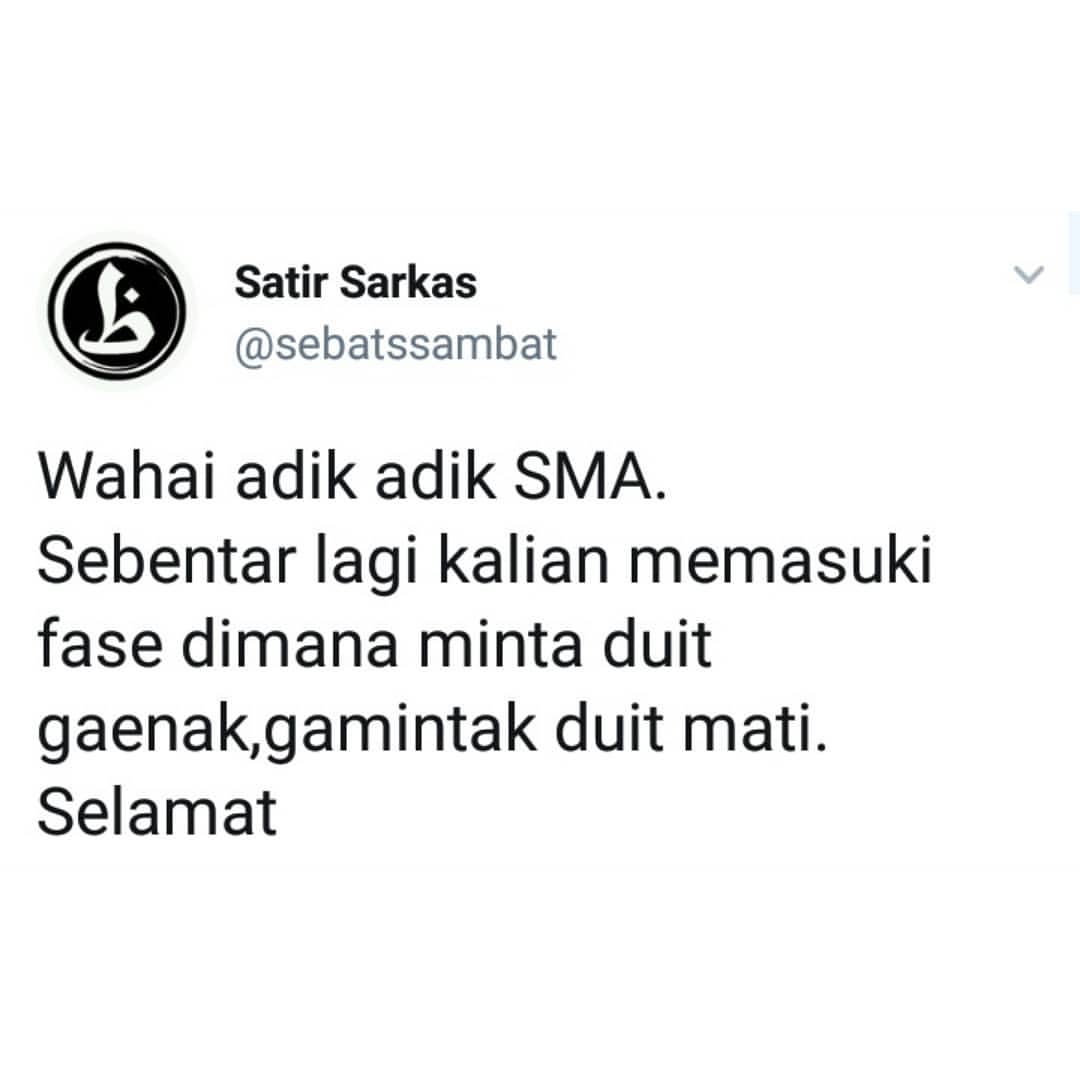 ظ
Satir Sarkas
@sebatssambat
Wahai adik adik SMA.
Sebentar lagi kalian memasuki
fase dimana minta duit
gaenak,gamintak duit mati.
Selamat